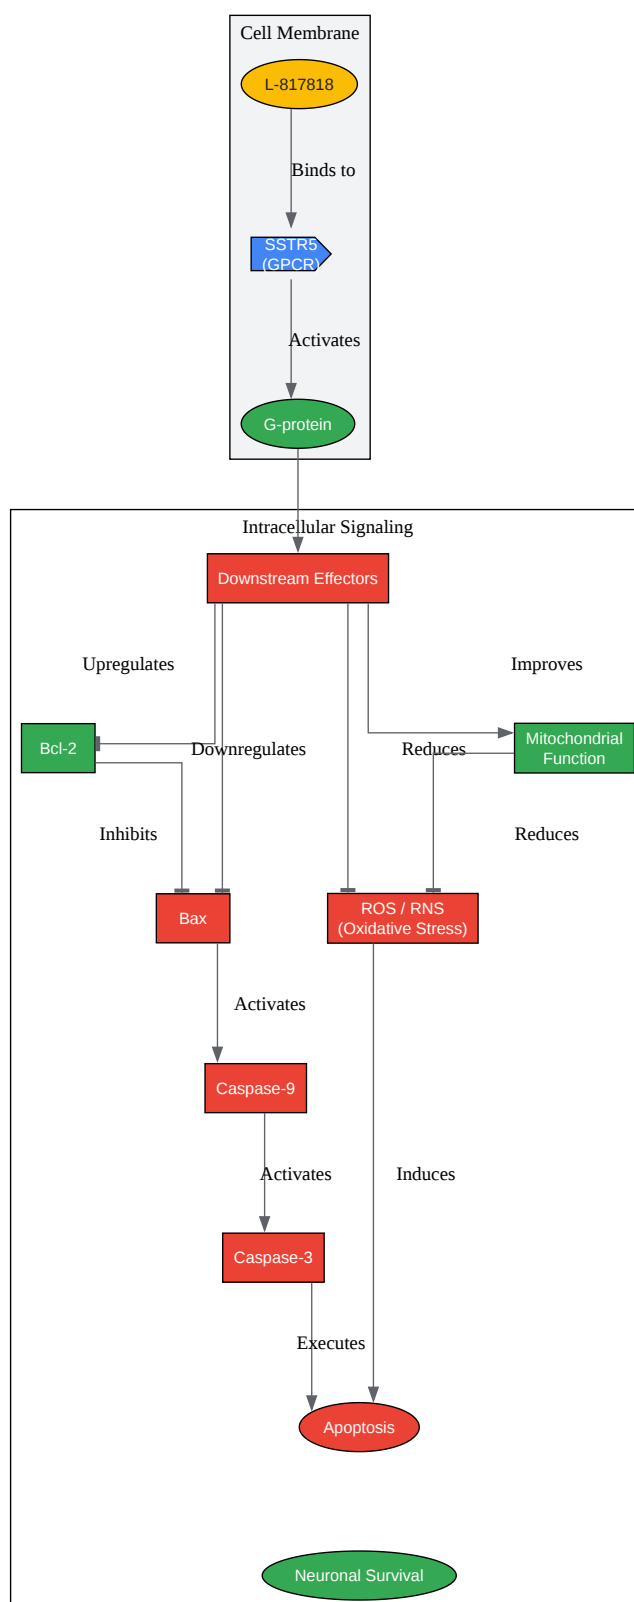 Cell Membrane
L-817818
Binds to
SSTR5
(GPCR)
Activates
G-protein
Intracellular Signaling
Downstream Effectors
Upregulates
Improves
Bcl-2
Downregulates
Reduces
Mitochondrial
Function
Inhibits
Reduces
Bax
ROS / RNS
(Oxidative Stress)
Activates
Caspase-9
Activates
Induces
Caspase-3
Executes
Apoptosis
Neuronal Survival